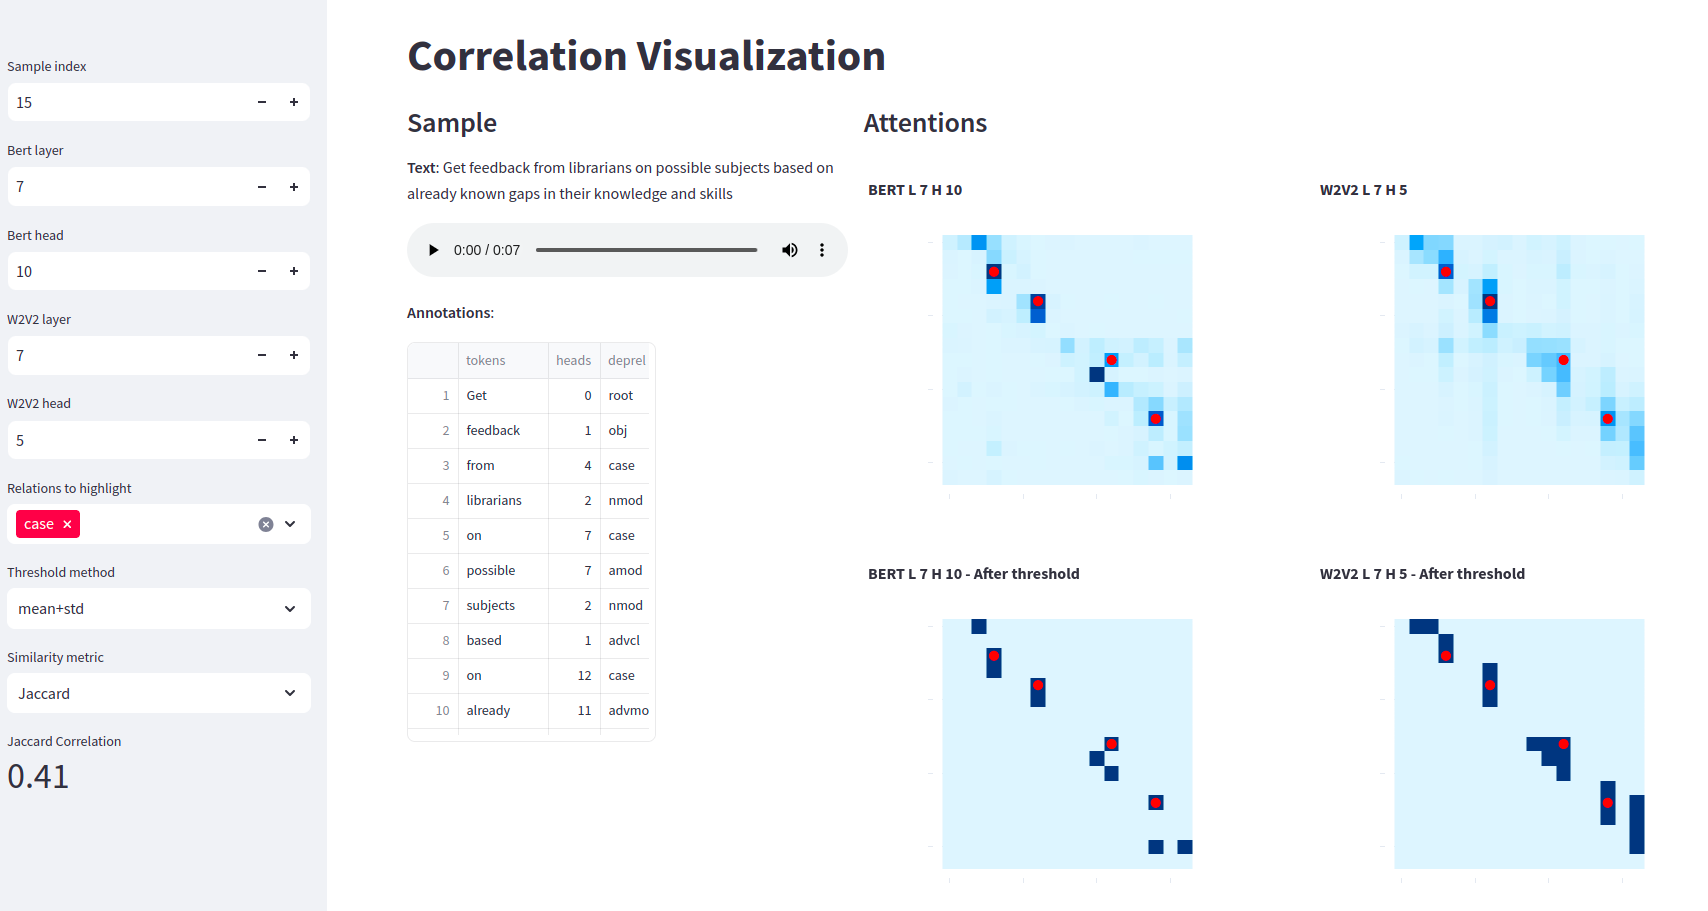 Sample index
15
Bert layer
7
Bert head
10
W2V2 layer
7
W2V2 head
5
Relations to highlight
case
Threshold method
mean+std
Similarity metric
Jaccard
Jaccard Correlation
0.41
Correlation Visualization
Sample
Text: Get feedback from librarians on possible subjects based on
already known gaps in their knowledge and skills
0:00 / 0:07
Annotations:
tokens heads deprel
1 Get 0 root
2 feedback 1 obj
3 from 4 case
4 librarians 2 nmod
5 on 7 case
6 possible 7 amod
7 subjects 2 nmod
8 based 1 advcl
9 on 12 case
10 already 11 advmo
Attentions
BERT L 7 H 10
W2V2 L 7 H 5
BERT L 7 H 10 - After threshold
W2V2 L 7 H 5 - After threshold